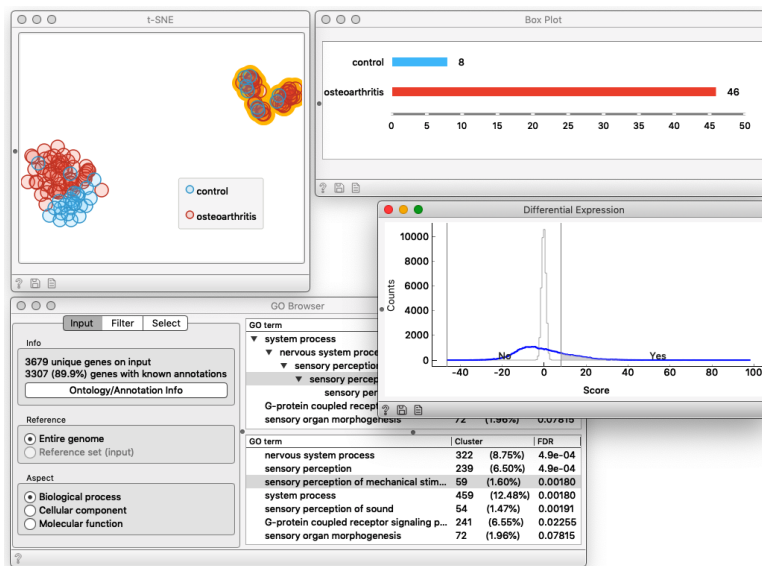 t-SNE
control
osteoarthritis
Box Plot
control
8
osteoarthritis
46
0 5 10 15 20 25 30 35 40 45 50
Differential Expression
10000
8000
6000
4000
2000
0
Counts
No
Yes
-40 -20 0 20 40 60 80 100
Score
GO Browser
Input Filter Select
Info
3679 unique genes on input
3307 (89.9%) genes with known annotations
Ontology/Annotation Info
Reference
Entire genome
Reference set (input)
Aspect
Biological process
Cellular component
Molecular function
GO term
system process
nervous system proce
sensory perception
sensory percep
sensory per
G-protein coupled recept
sensory organ morphogenesis 72 (1.96%) 0.07815
GO term Cluster FDR
nervous system process 322 (8.75%) 4.9e-04
sensory perception 239 (6.50%) 4.9e-04
sensory perception of mechanical stim... 59 (1.60%) 0.00180
system process 459 (12.48%) 0.00180
sensory perception of sound 54 (1.47%) 0.00191
G-protein coupled receptor signaling p... 241 (6.55%) 0.02255
sensory organ morphogenesis 72 (1.96%) 0.07815